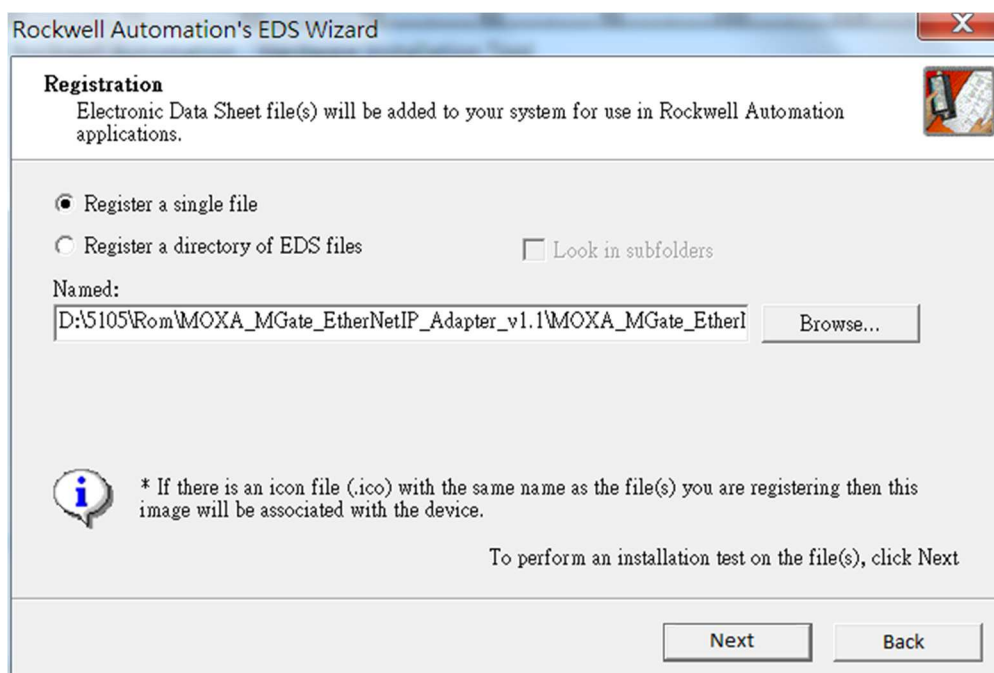 Rockwell Automation's EDS Wizard
X
Registration
Electronic Data Sheet file(s) will be added to your system for use in Rockwell Automation
applications.
Register a single file
Register a directory of EDS files
Look in subfolders
Named:
D:\5105\Rom\MOXA_MGate_EtherNetIP_Adapter_v1.1\MOXA_MGate_EtherI
Browse...
* If there is an icon file (.ico) with the same name as the file(s) you are registering then this
image will be associated with the device.
To perform an installation test on the file(s), click Next
Next
Back